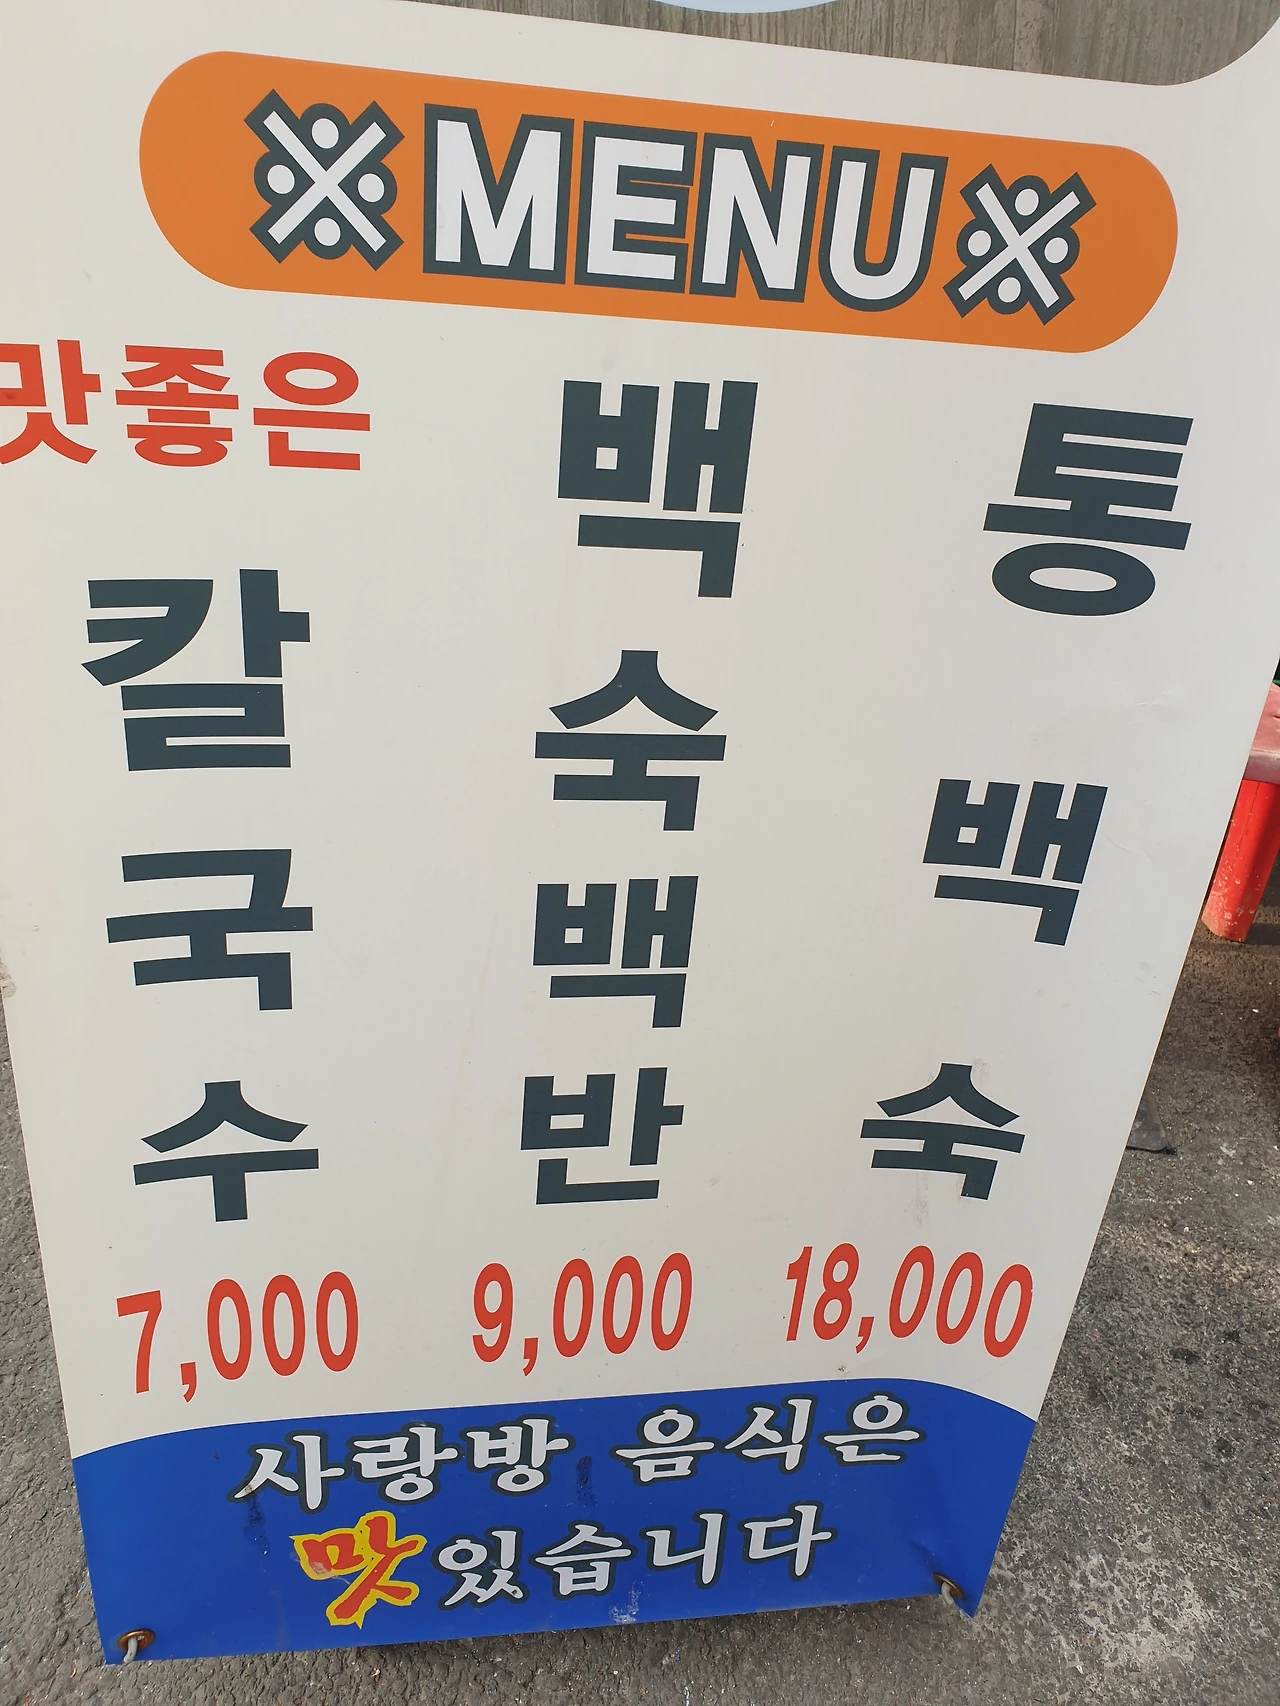 ※MENU※
맛좋은
칼국수
7,000
백숙백반
9,000
통백숙
18,000
사랑방 음식은
맛있습니다